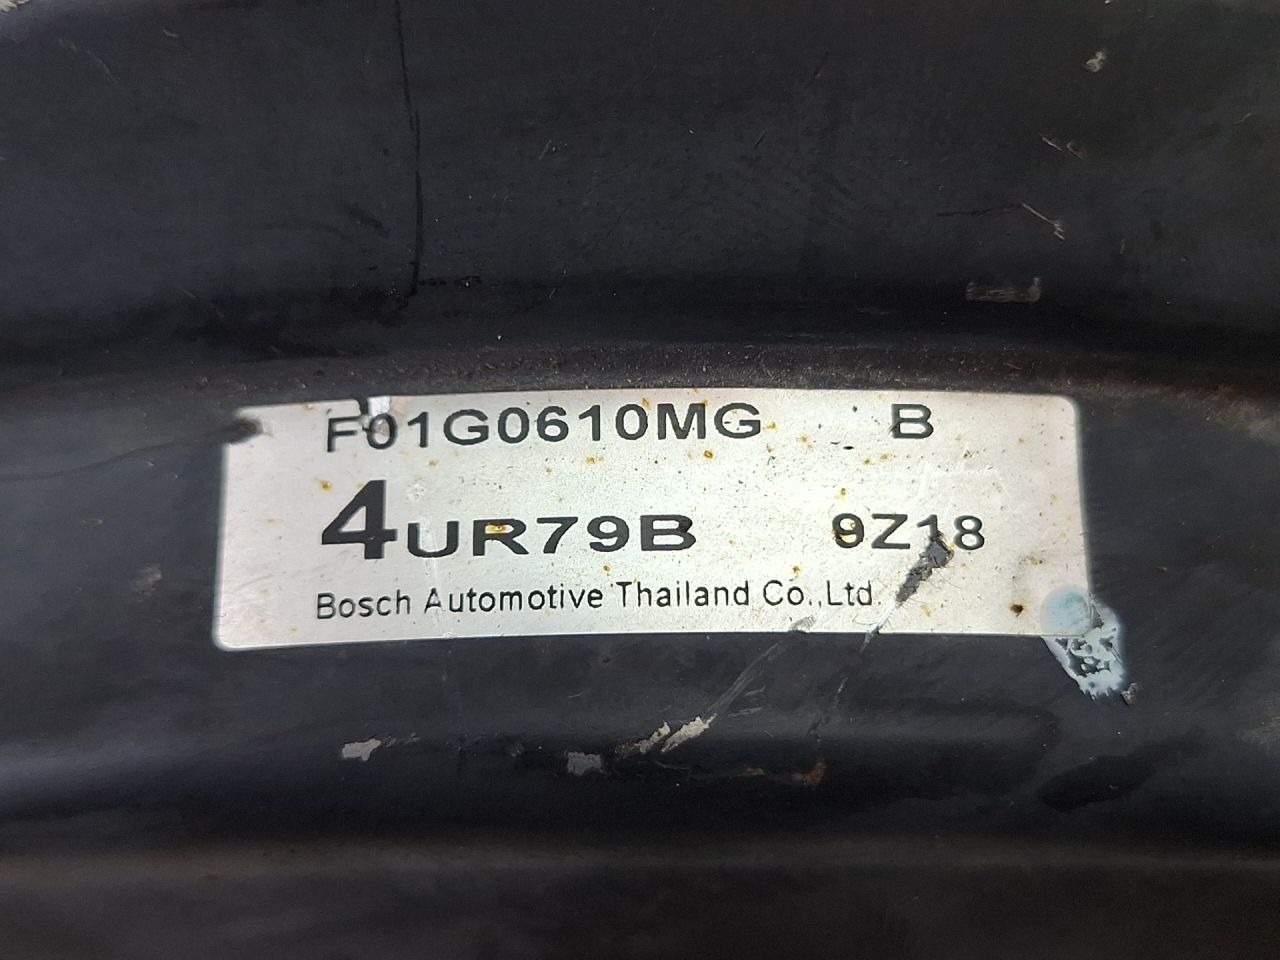 F01G0610MG B
4UR79B 9Z18
Bosch Automotive Thailand Co.,Ltd.